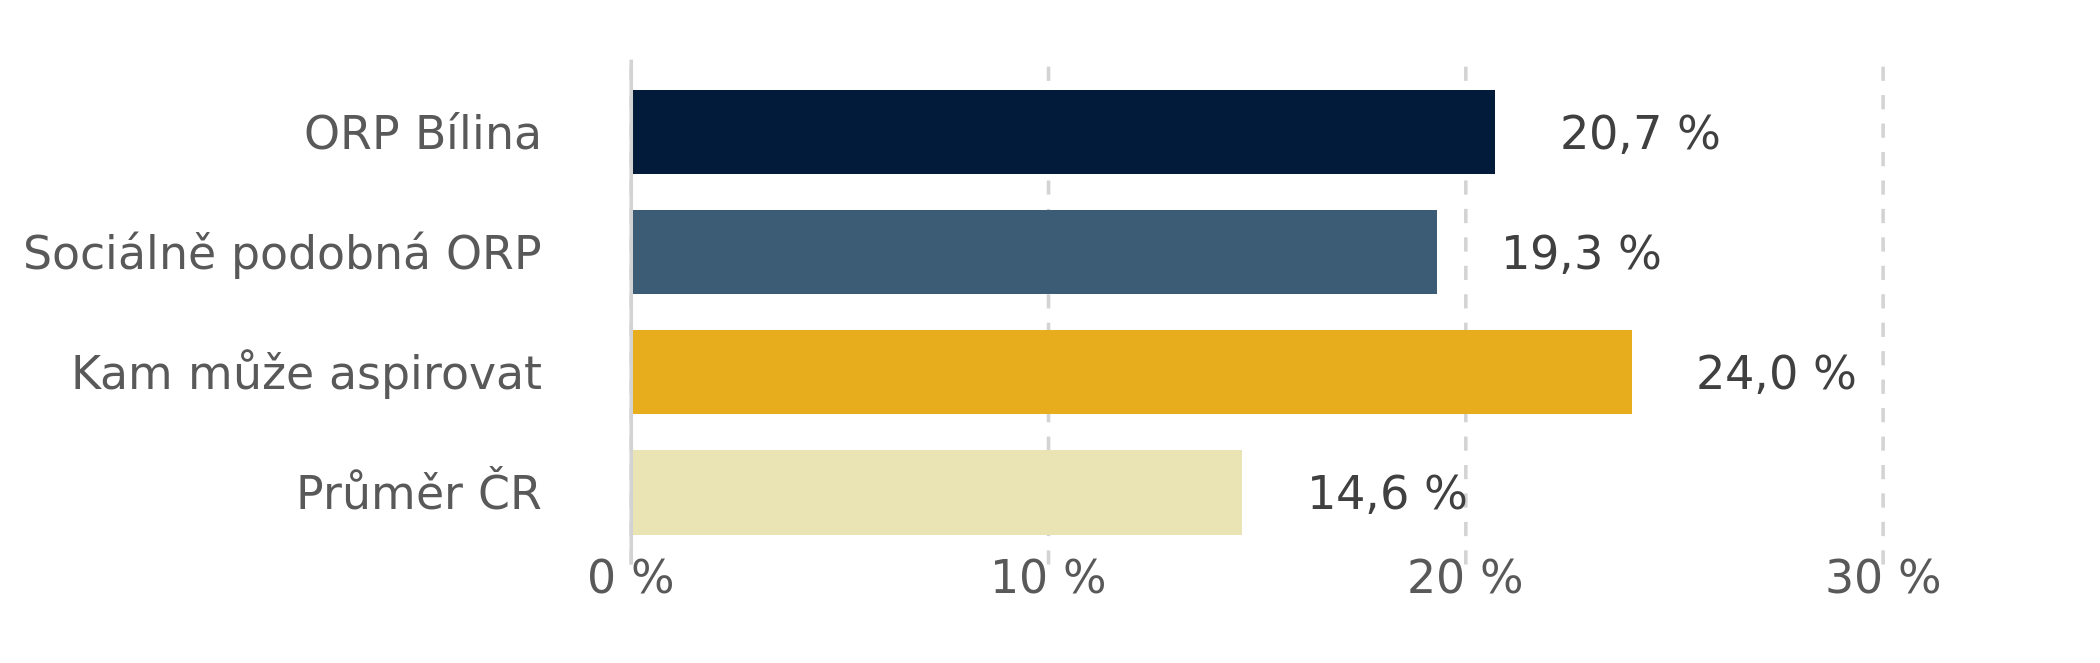 ORP Bílina 20,7 %
Sociálně podobná ORP 19,3 %
Kam může aspirovat 24,0 %
Průměr ČR 14,6 %
0 % 10 % 20 % 30 %